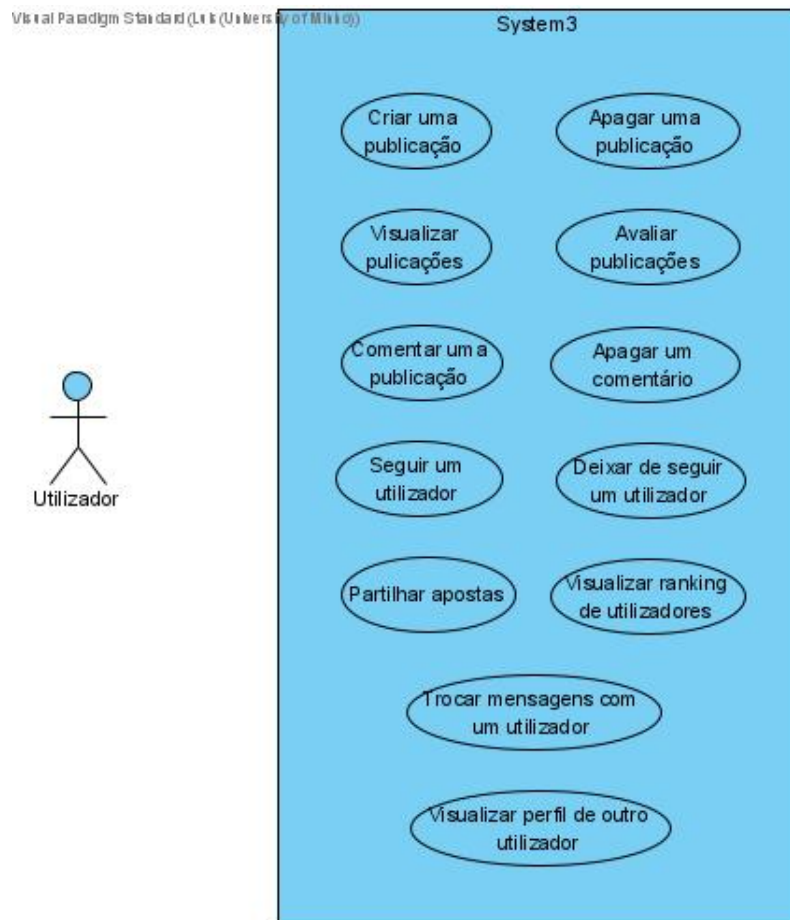 Visual Paradigm Standard (Luís (University of Minho))
System3
Criar uma
publicação
Apagar uma
publicação
Visualizar
pulicações
Avaliar
publicações
Comentar uma
publicação
Apagar um
comentário
Utilizador
Seguir um
utilizador
Deixar de seguir
um utilizador
Partilhar apostas
Visualizar ranking
de utilizadores
Trocar mensagens com
um utilizador
Visualizar perfil de outro
utilizador